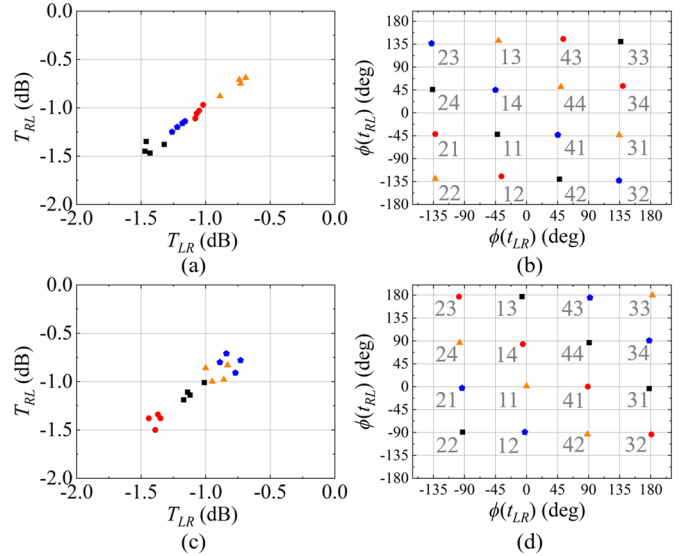 0.0
-0.5
-1.0
-1.5
-2.0
T_RL (dB)
-2.0 -1.5 -1.0 -0.5 0.0
T_LR (dB)
(a)
180
135
90
45
0
-45
-90
-135
-180
ϕ(t_RL) (deg)
23 13 43 33
24 14 44 34
21 11 41 31
22 12 42 32
-135 -90 -45 0 45 90 135 180
ϕ(t_LR) (deg)
(b)
0.0
-0.5
-1.0
-1.5
-2.0
T_RL (dB)
-2.0 -1.5 -1.0 -0.5 0.0
T_LR (dB)
(c)
180
135
90
45
0
-45
-90
-135
-180
ϕ(t_RL) (deg)
23 13 43 33
24 14 44 34
21 11 41 31
22 12 42 32
-135 -90 -45 0 45 90 135 180
ϕ(t_LR) (deg)
(d)